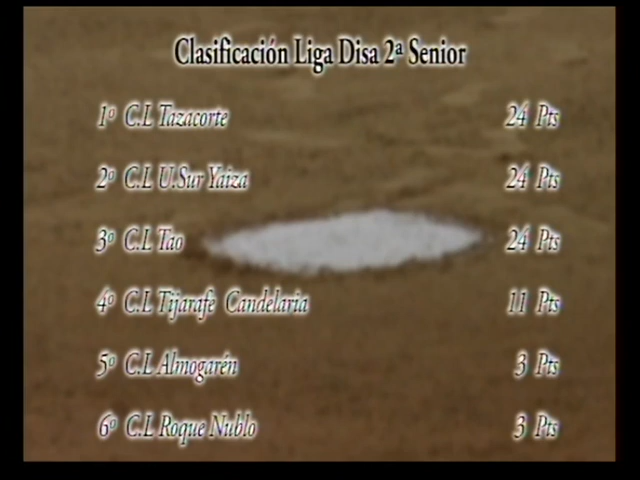 Clasificación Liga Disa 2ª Senior
1º C.L Tazacorte 24 Pts
2º C.L U.Sur Yaiza 24 Pts
3º C.L Tao 24 Pts
4º C.L Tijarafe Candelaria 11 Pts
5º C.L Almogarén 3 Pts
6º C.L Roque Nublo 3 Pts